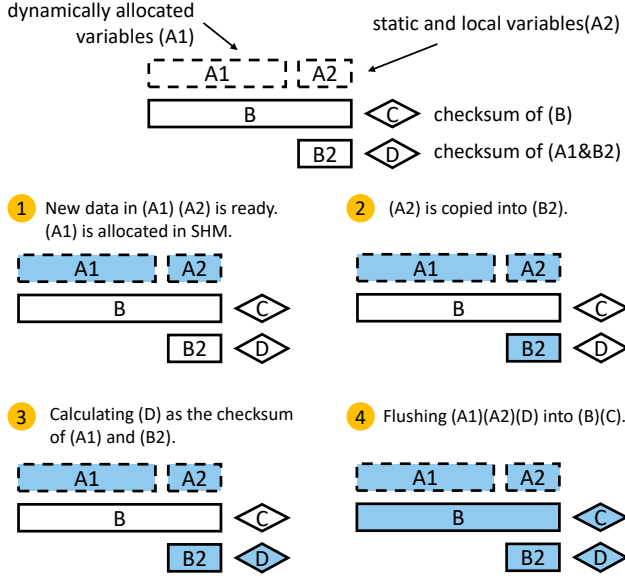 dynamically allocated
variables (A1)
static and local variables(A2)
A1 A2
B C checksum of (B)
B2 D checksum of (A1&B2)
1 New data in (A1) (A2) is ready.
(A1) is allocated in SHM.
A1 A2
B C
B2 D
2 (A2) is copied into (B2).
A1 A2
B C
B2 D
3 Calculating (D) as the checksum
of (A1) and (B2).
A1 A2
B C
B2 D
4 Flushing (A1)(A2)(D) into (B)(C).
A1 A2
B C
B2 D